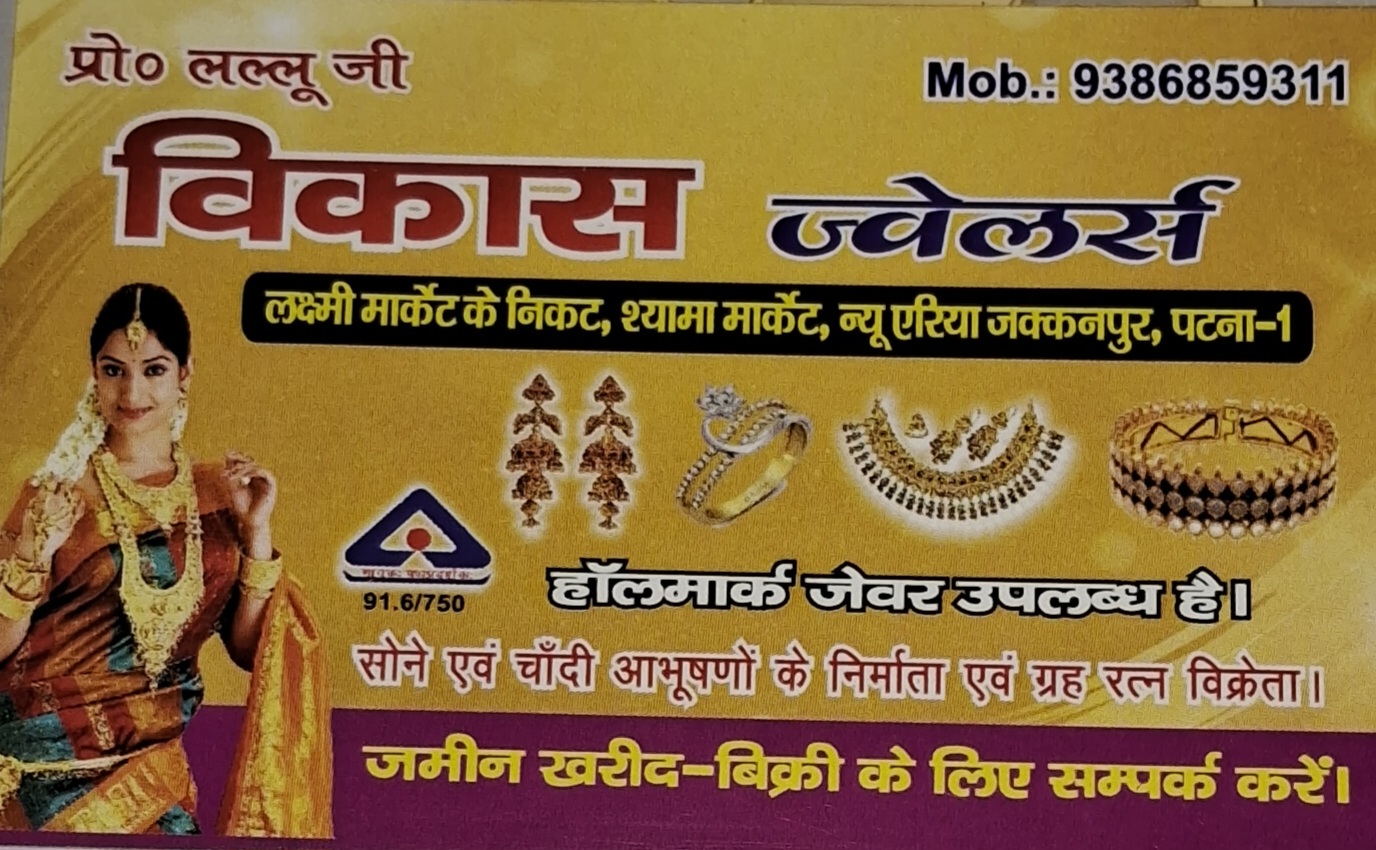 प्रो० लल्लू जी
Mob.: 9386859311
विकास ज्वेलर्स
लक्ष्मी मार्केट के निकट, श्यामा मार्केट, न्यू एरिया जक्कनपुर, पटना-1
91.6/750
हॉलमार्क जेवर उपलब्ध है।
सोने एवं चाँदी आभूषणों के निर्माता एवं ग्रह रत्न विक्रेता।
जमीन खरीद-बिक्री के लिए सम्पर्क करें।